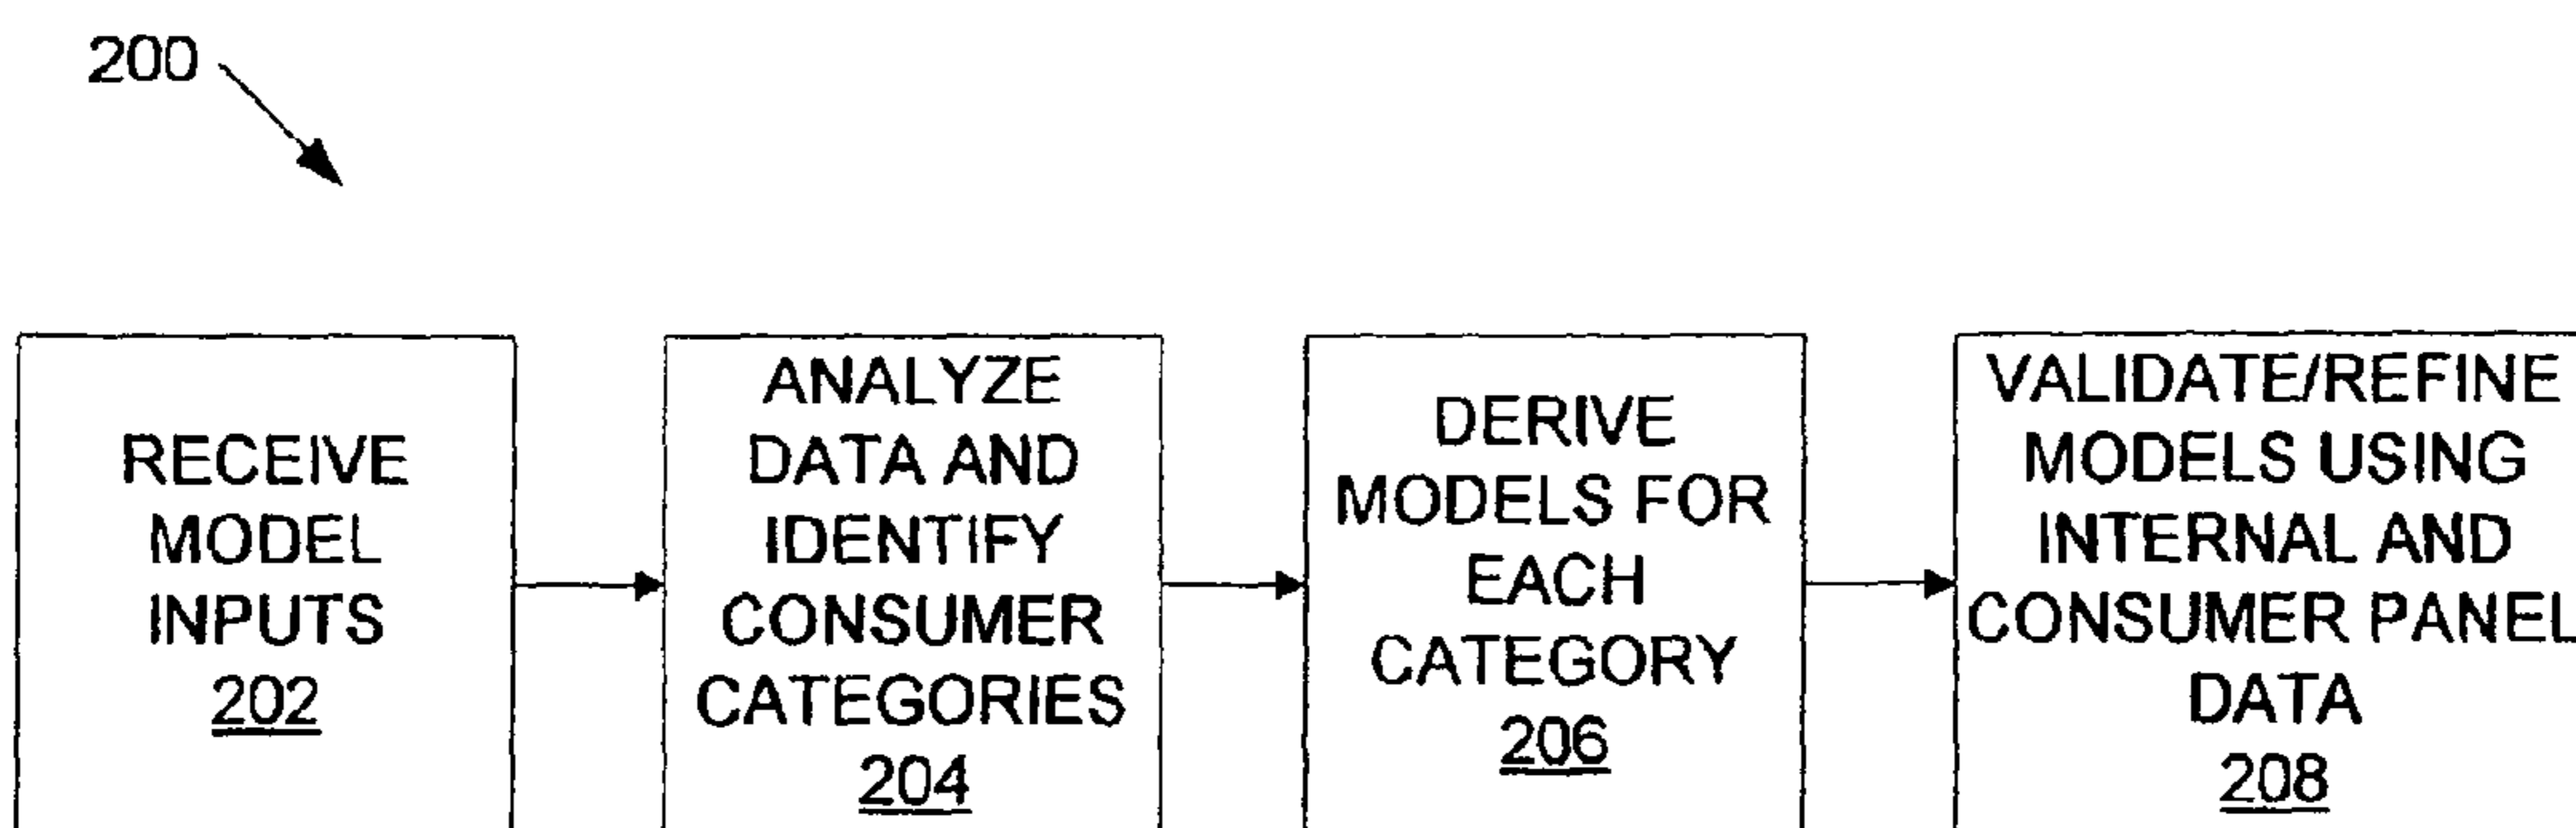 200
RECEIVE
MODEL
INPUTS
202
ANALYZE
DATA AND
IDENTIFY
CONSUMER
CATEGORIES
204
DERIVE
MODELS FOR
EACH
CATEGORY
206
VALIDATE/REFINE
MODELS USING
INTERNAL AND
CONSUMER PANEL
DATA
208